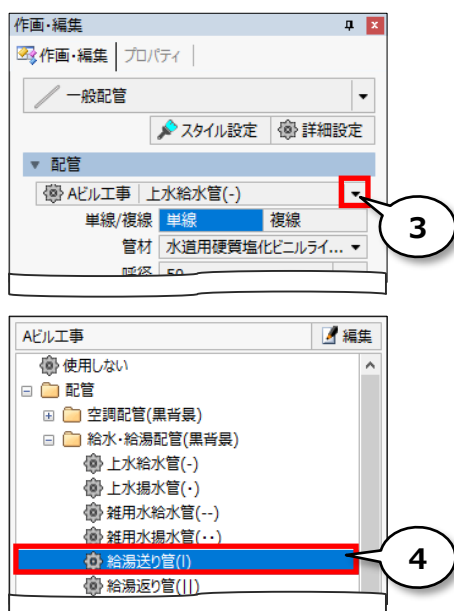 作画・編集
作画・編集 プロパティ
一般配管
スタイル設定 詳細設定
配管
Aビル工事 上水給水管(-)
単線/複線 単線 複線
管材 水道用硬質塩化ビニルライ...
呼径 50
3
Aビル工事 編集
使用しない
配管
空調配管(黒背景)
給水・給湯配管(黒背景)
上水給水管(-)
上水揚水管(・)
雑用水給水管(--)
雑用水揚水管(・・)
給湯送り管(|)
4
給湯返り管(||)